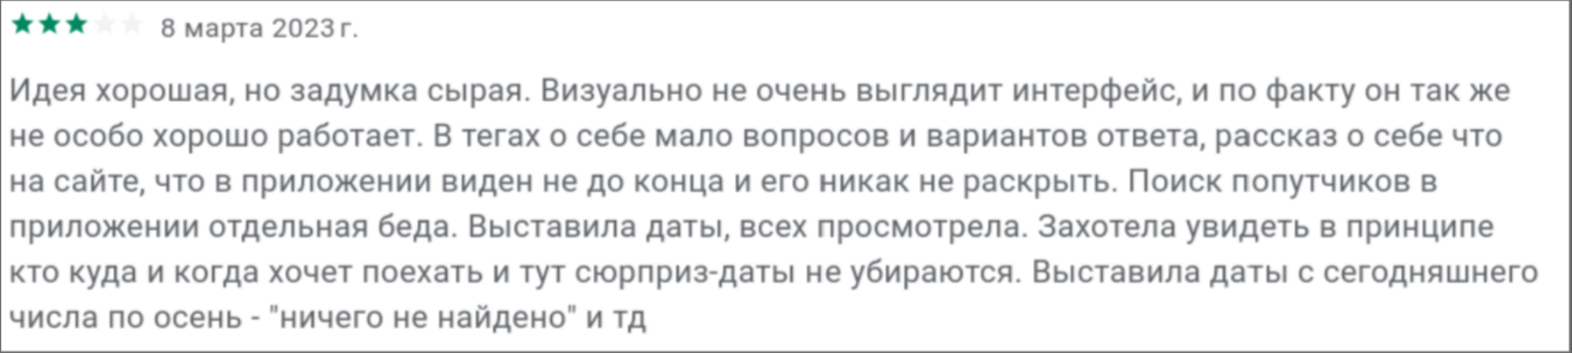 8 марта 2023 г.
Идея хорошая, но задумка сырая. Визуально не очень выглядит интерфейс, и по факту он так же
не особо хорошо работает. В тегах о себе мало вопросов и вариантов ответа, рассказ о себе что
на сайте, что в приложении виден не до конца и его никак не раскрыть. Поиск попутчиков в
приложении отдельная беда. Выставила даты, всех просмотрела. Захотела увидеть в принципе
кто куда и когда хочет поехать и тут сюрприз-даты не убираются. Выставила даты с сегодняшнего
числа по осень - "ничего не найдено" и тд